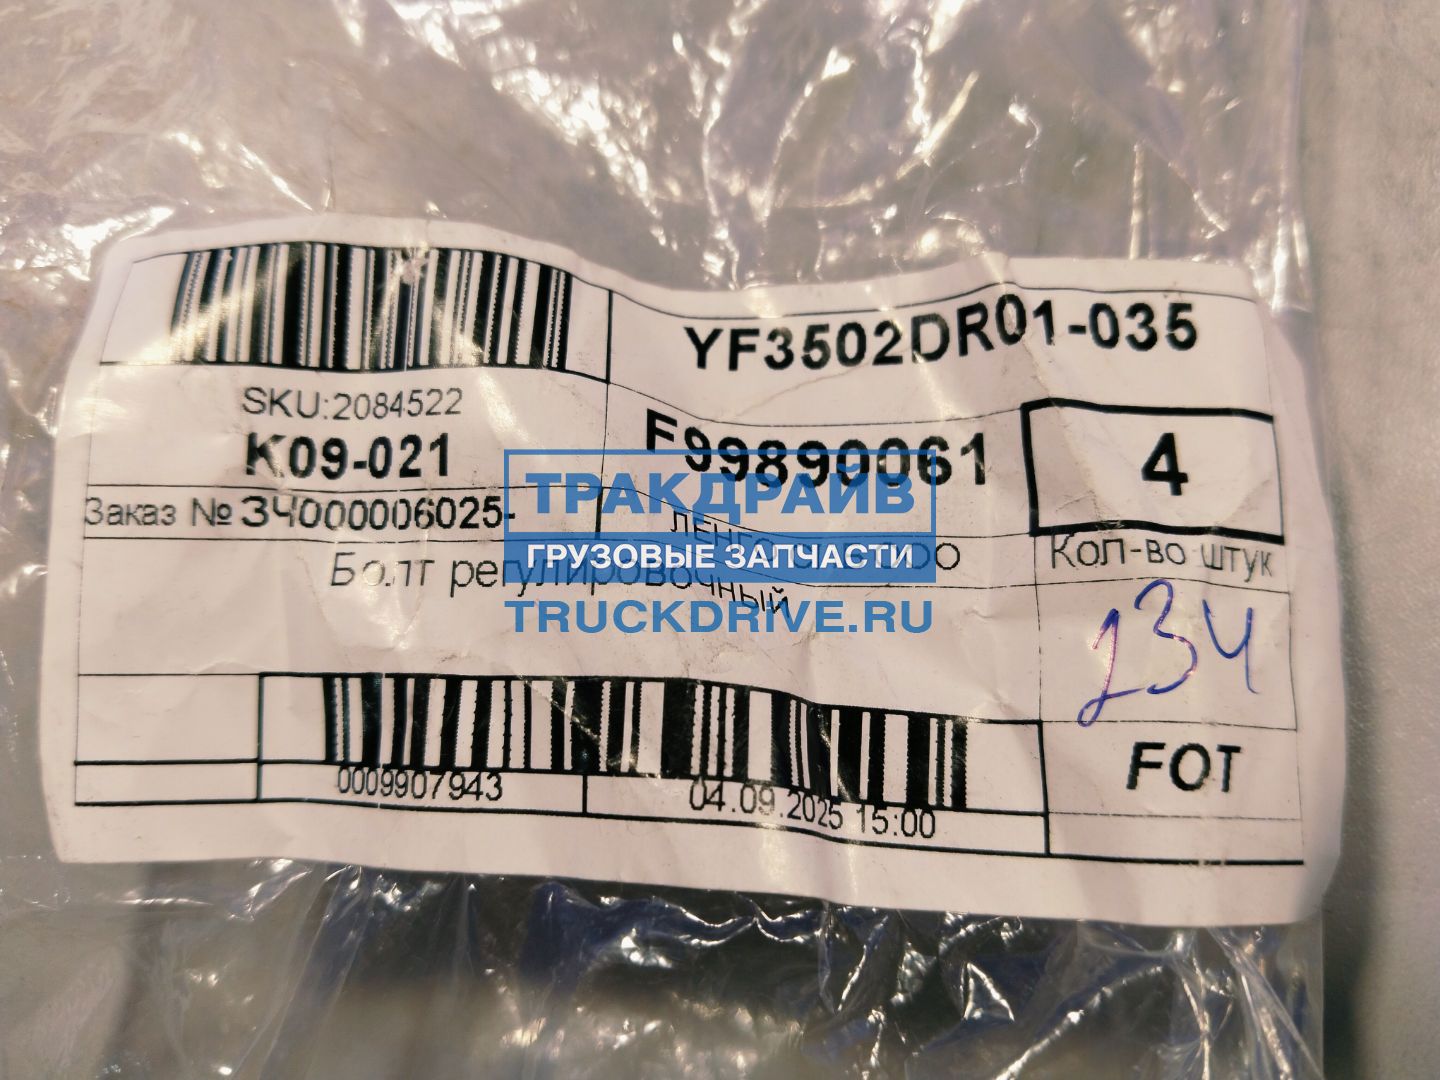 YF3502DR01-035
SKU:2084522
K09-021
F99890061
4
Заказ № ЗЧ000006025-
ООО
Кол-во штук
Болт регулировочный
234
ТРАКДРАЙВ
ГРУЗОВЫЕ ЗАПЧАСТИ
TRUCKDRIVE.RU
FOT
0009907943
04.09.2025 15:00